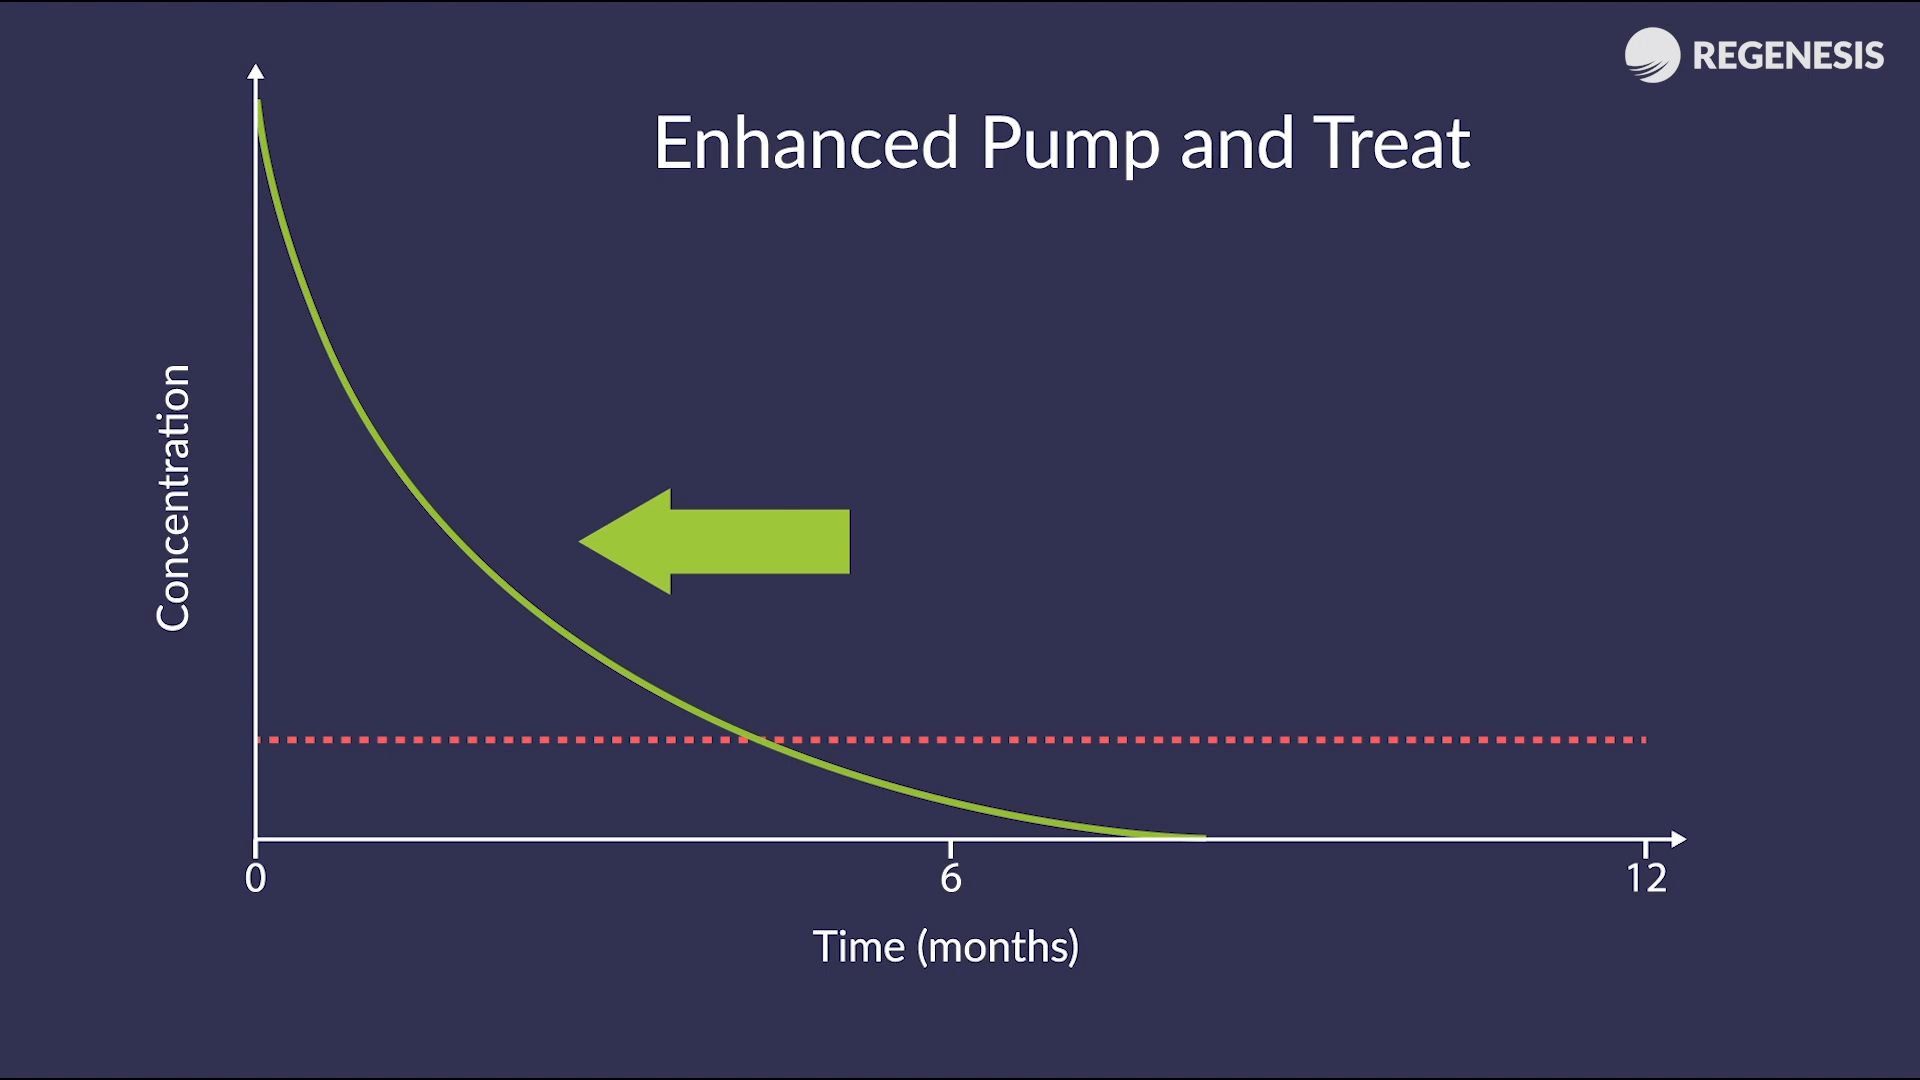 REGENESIS
Enhanced Pump and Treat
Concentration
0
6
12
Time (months)